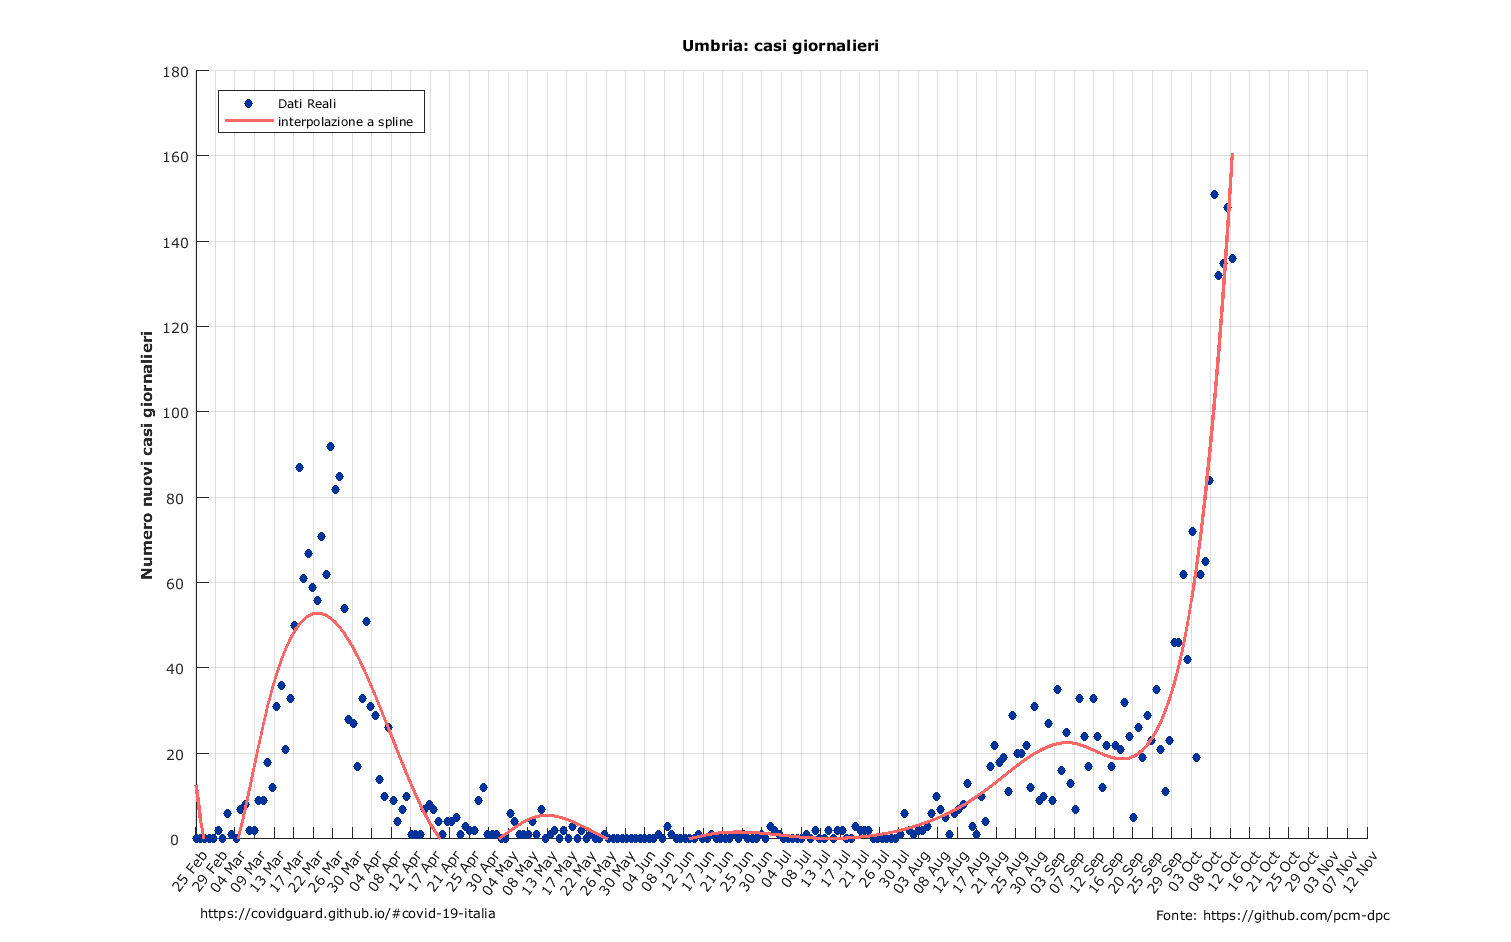 Umbria: casi giornalieri
Numero nuovi casi giornalieri
180
160
140
120
100
80
60
40
20
0
Dati Reali
interpolazione a spline
25 Feb
29 Feb
04 Mar
09 Mar
13 Mar
17 Mar
22 Mar
26 Mar
30 Mar
04 Apr
08 Apr
12 Apr
17 Apr
21 Apr
25 Apr
30 Apr
04 May
08 May
13 May
17 May
22 May
26 May
30 May
04 Jun
08 Jun
12 Jun
17 Jun
21 Jun
25 Jun
30 Jun
04 Jul
08 Jul
13 Jul
17 Jul
21 Jul
26 Jul
30 Jul
03 Aug
08 Aug
12 Aug
17 Aug
21 Aug
25 Aug
30 Aug
03 Sep
07 Sep
12 Sep
16 Sep
20 Sep
25 Sep
29 Sep
03 Oct
08 Oct
12 Oct
16 Oct
21 Oct
25 Oct
29 Oct
03 Nov
07 Nov
12 Nov
https://covidguard.github.io/#covid-19-italia
Fonte: https://github.com/pcm-dpc